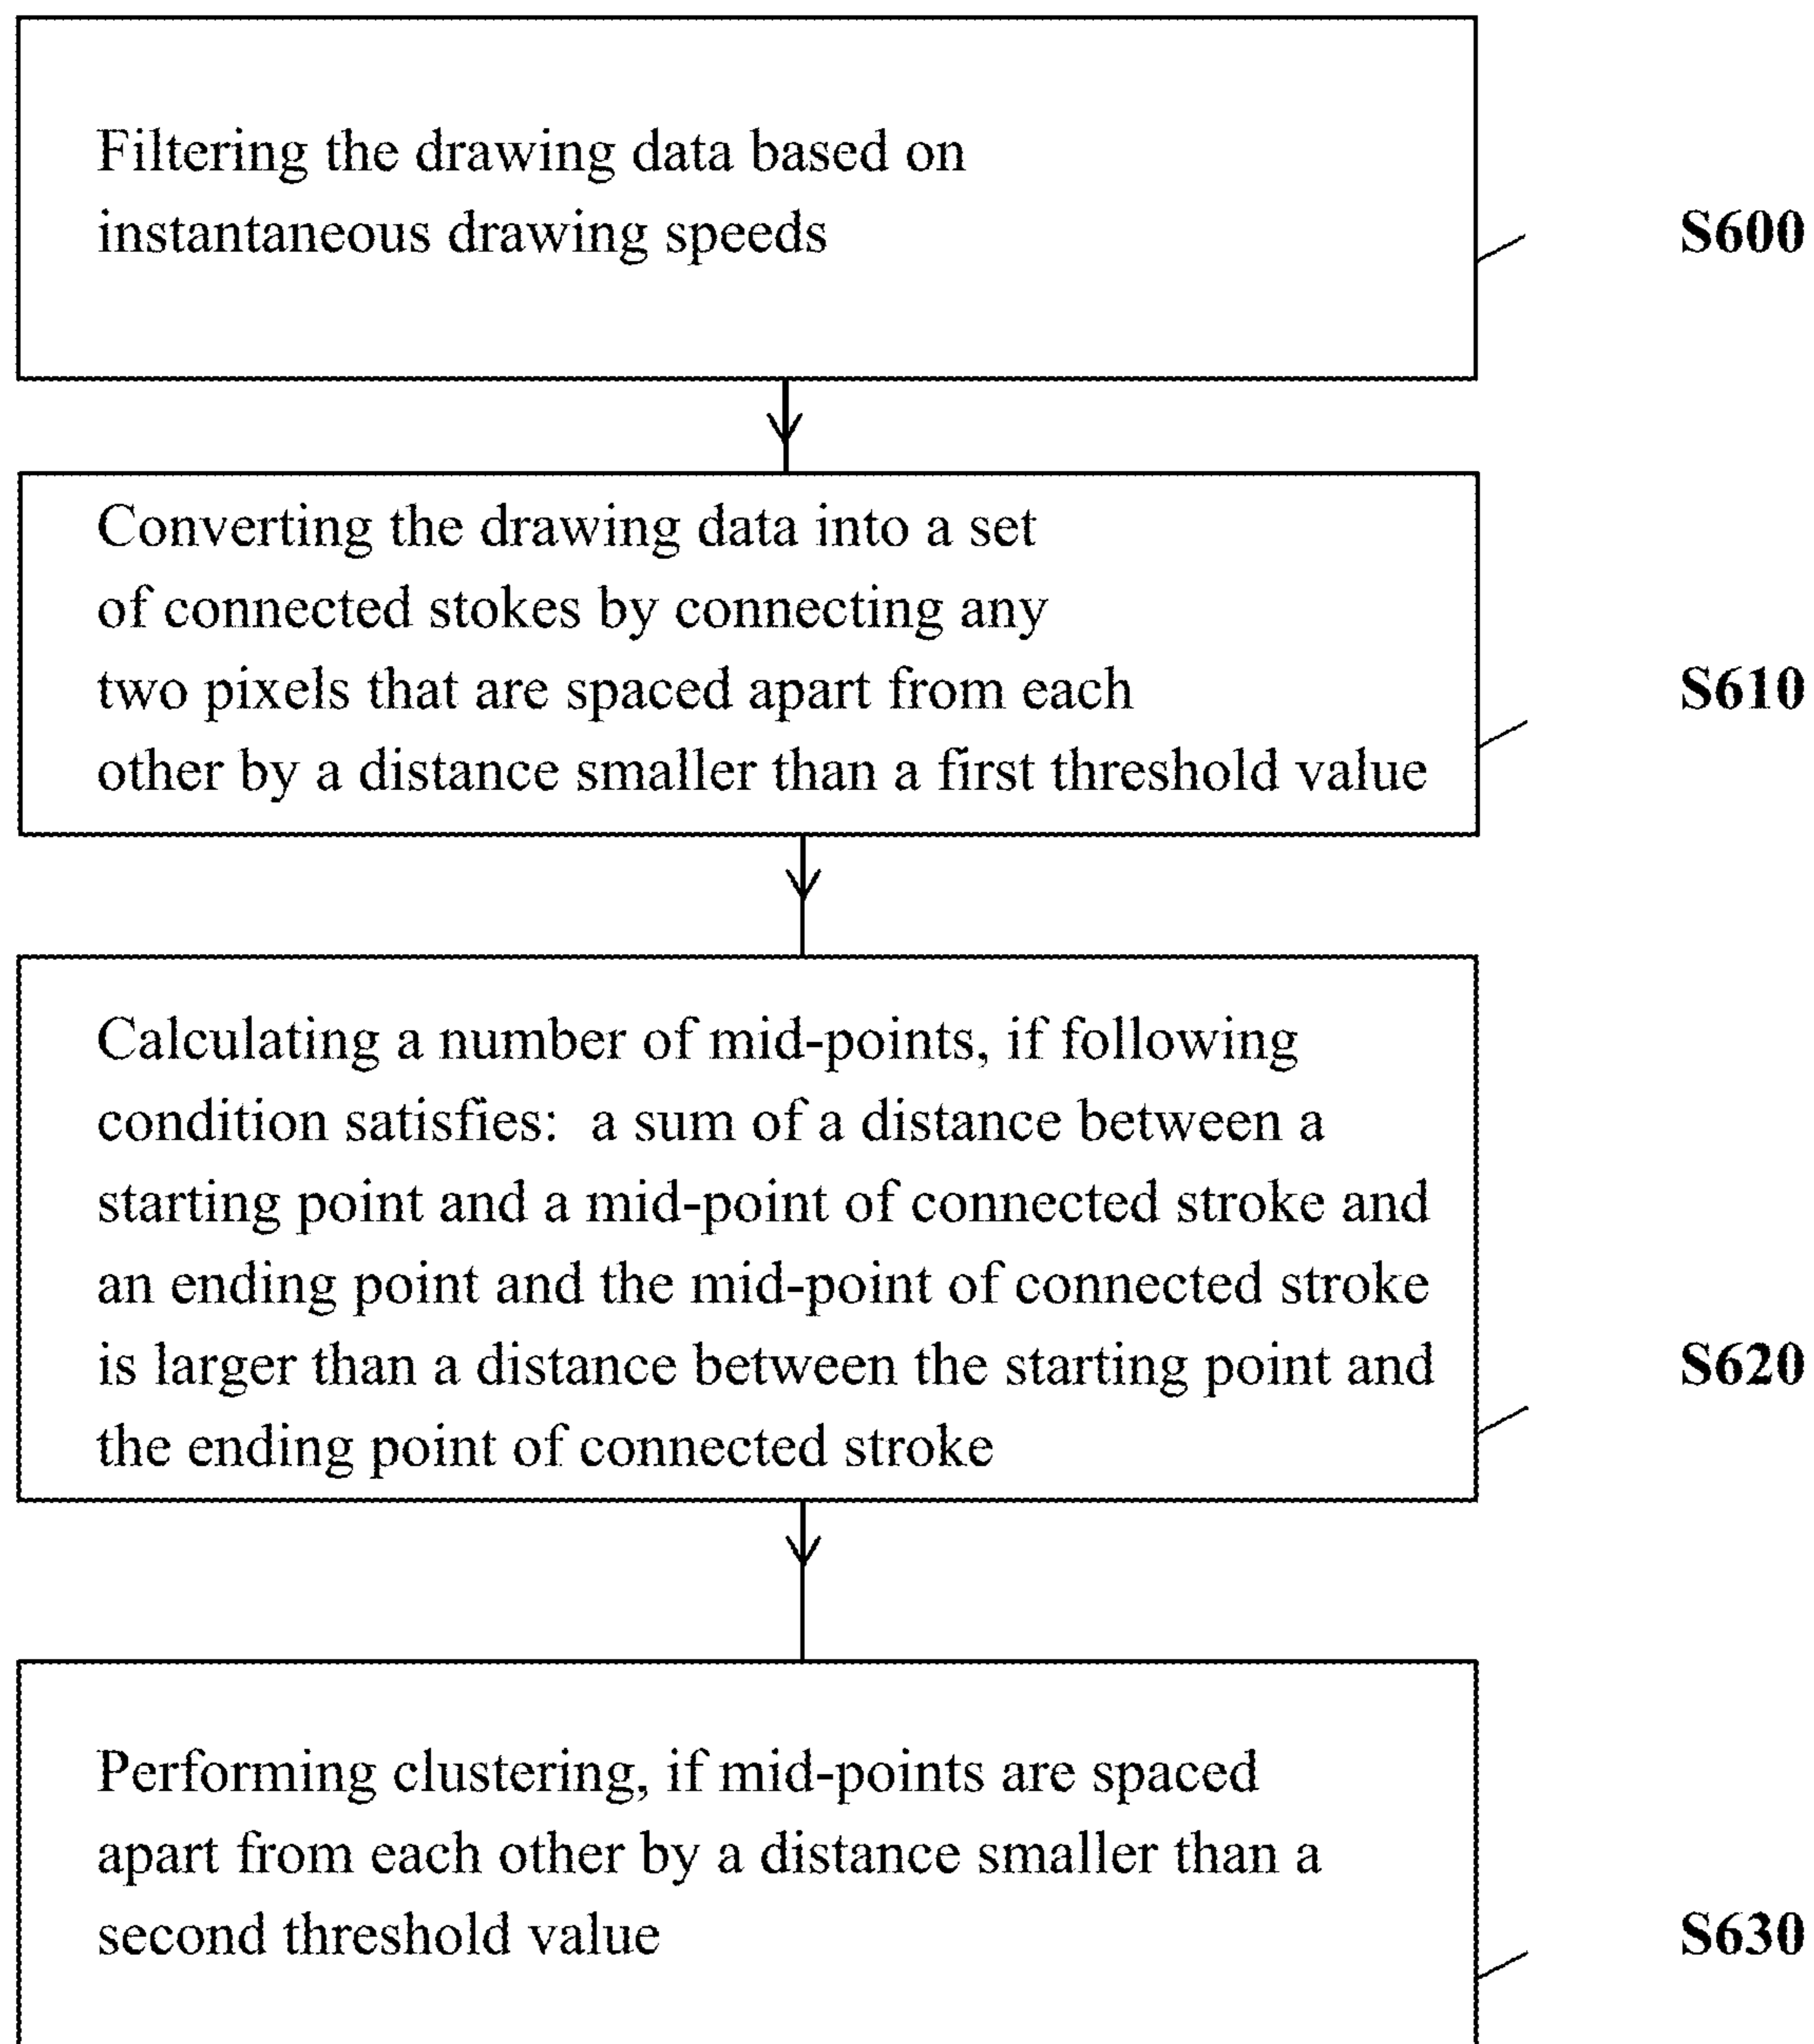 Filtering the drawing data based on
instantaneous drawing speeds
S600
Converting the drawing data into a set
of connected stokes by connecting any
two pixels that are spaced apart from each
S610
other by a distance smaller than a first threshold value
Calculating a number of mid-points, if following
condition satisfies:  a sum of a distance between a
starting point and a mid-point of connected stroke and
an ending point and the mid-point of connected stroke
is larger than a distance between the starting point and
S620
the ending point of connected stroke
Performing clustering, if mid-points are spaced
apart from each other by a distance smaller than a
second threshold value
S630